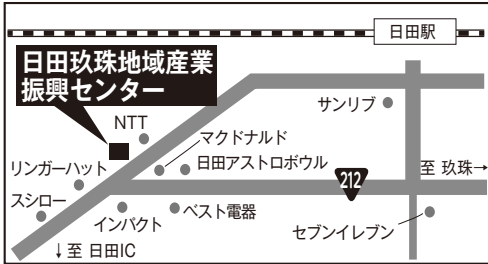 日田駅
日田玖珠地域産業
振興センター
サンリブ
NTT
マクドナルド
日田アストロボウル
リンガーハット
212
至 玖珠→
スシロー
インパクト
ベスト電器
セブンイレブン
↓至 日田IC